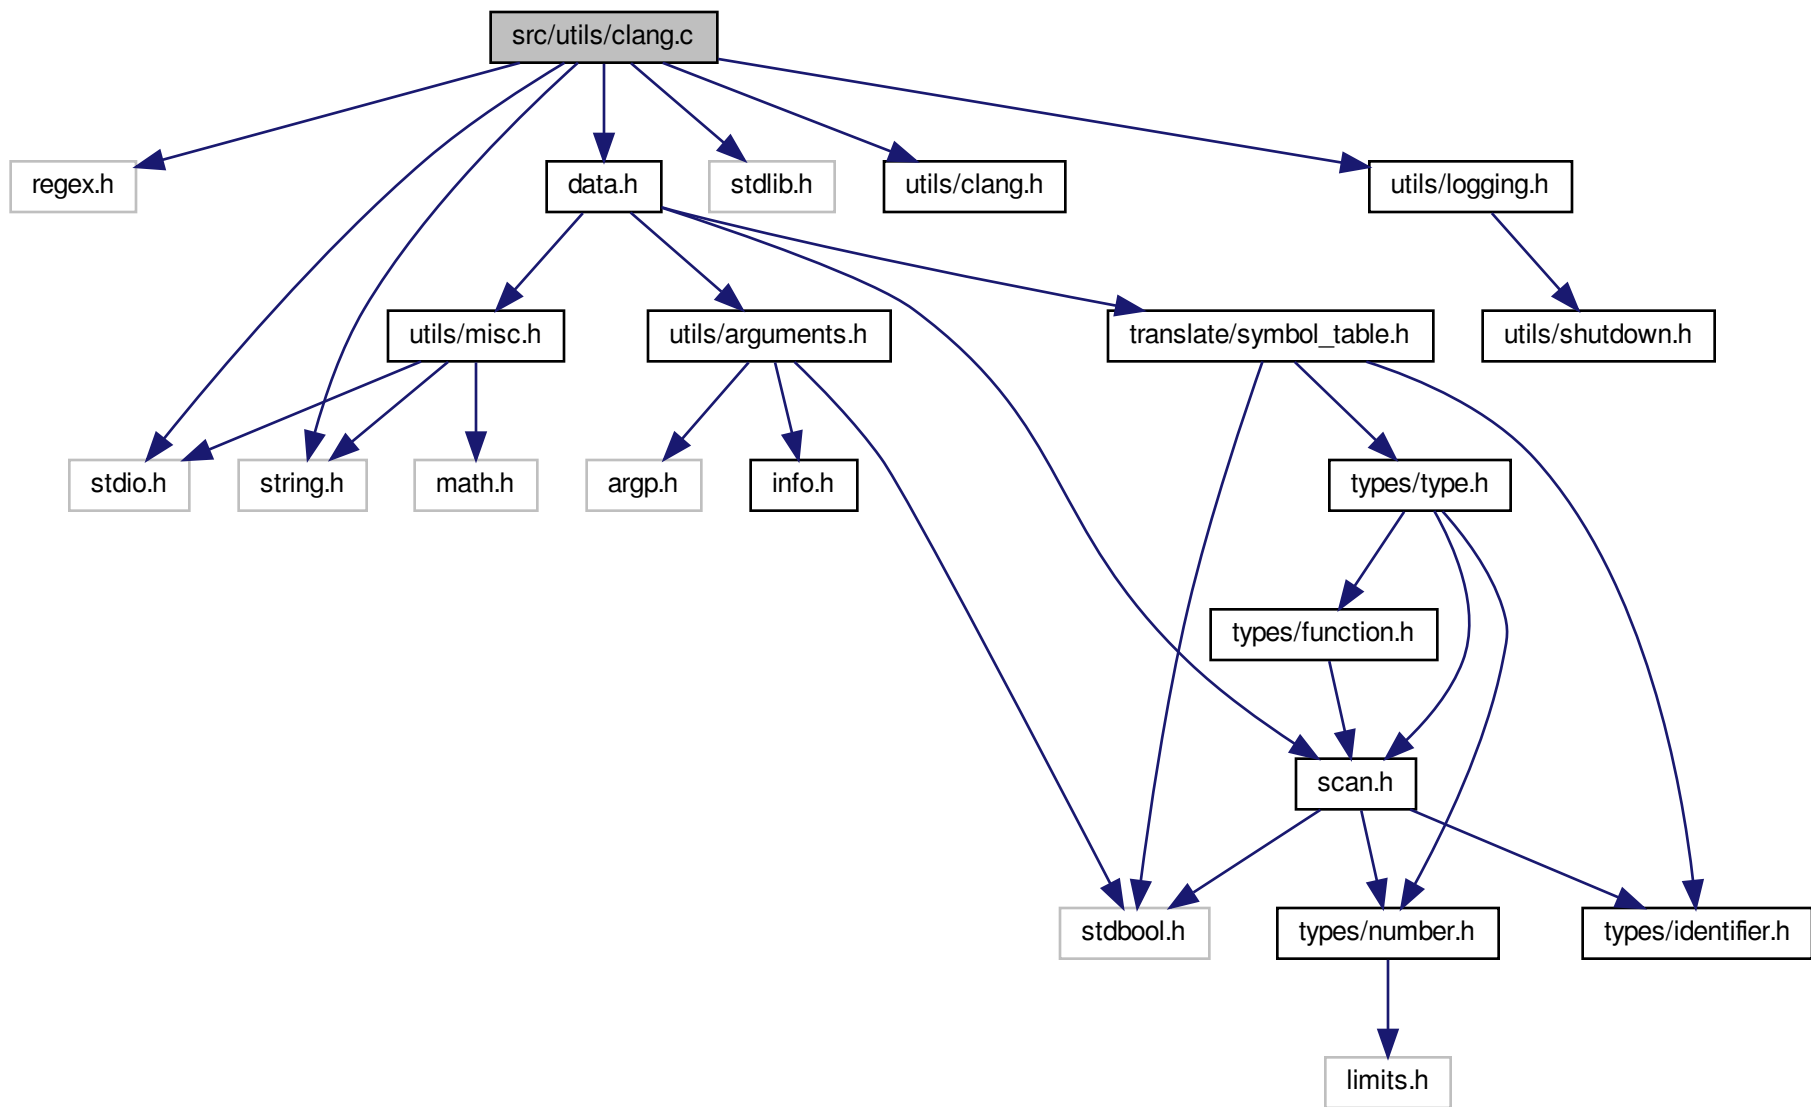 src/utils/clang.c
regex.h
data.h
stdlib.h
utils/clang.h
utils/logging.h
utils/misc.h
utils/arguments.h
translate/symbol_table.h
utils/shutdown.h
stdio.h
string.h
math.h
argp.h
info.h
types/type.h
types/function.h
scan.h
stdbool.h
types/number.h
types/identifier.h
limits.h